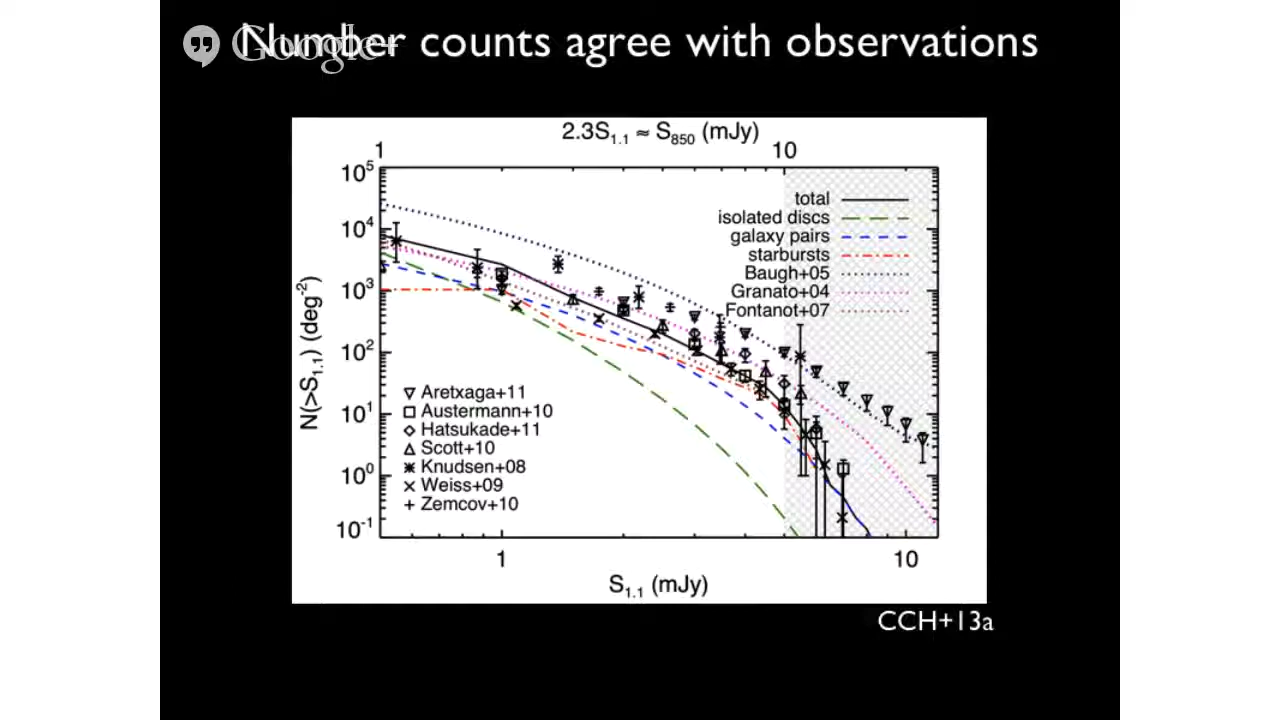 Number counts agree with observations
Google+
2.3S1.1 ≈ S850 (mJy)
1 10
10^5
10^4
10^3
10^2
10^1
10^0
10^-1
N(>S1.1) (deg^-2)
total
isolated discs
galaxy pairs
starbursts
Baugh+05
Granato+04
Fontanot+07
Aretxaga+11
Austermann+10
Hatsukade+11
Scott+10
Knudsen+08
Weiss+09
Zemcov+10
1 10
S1.1 (mJy)
CCH+13a